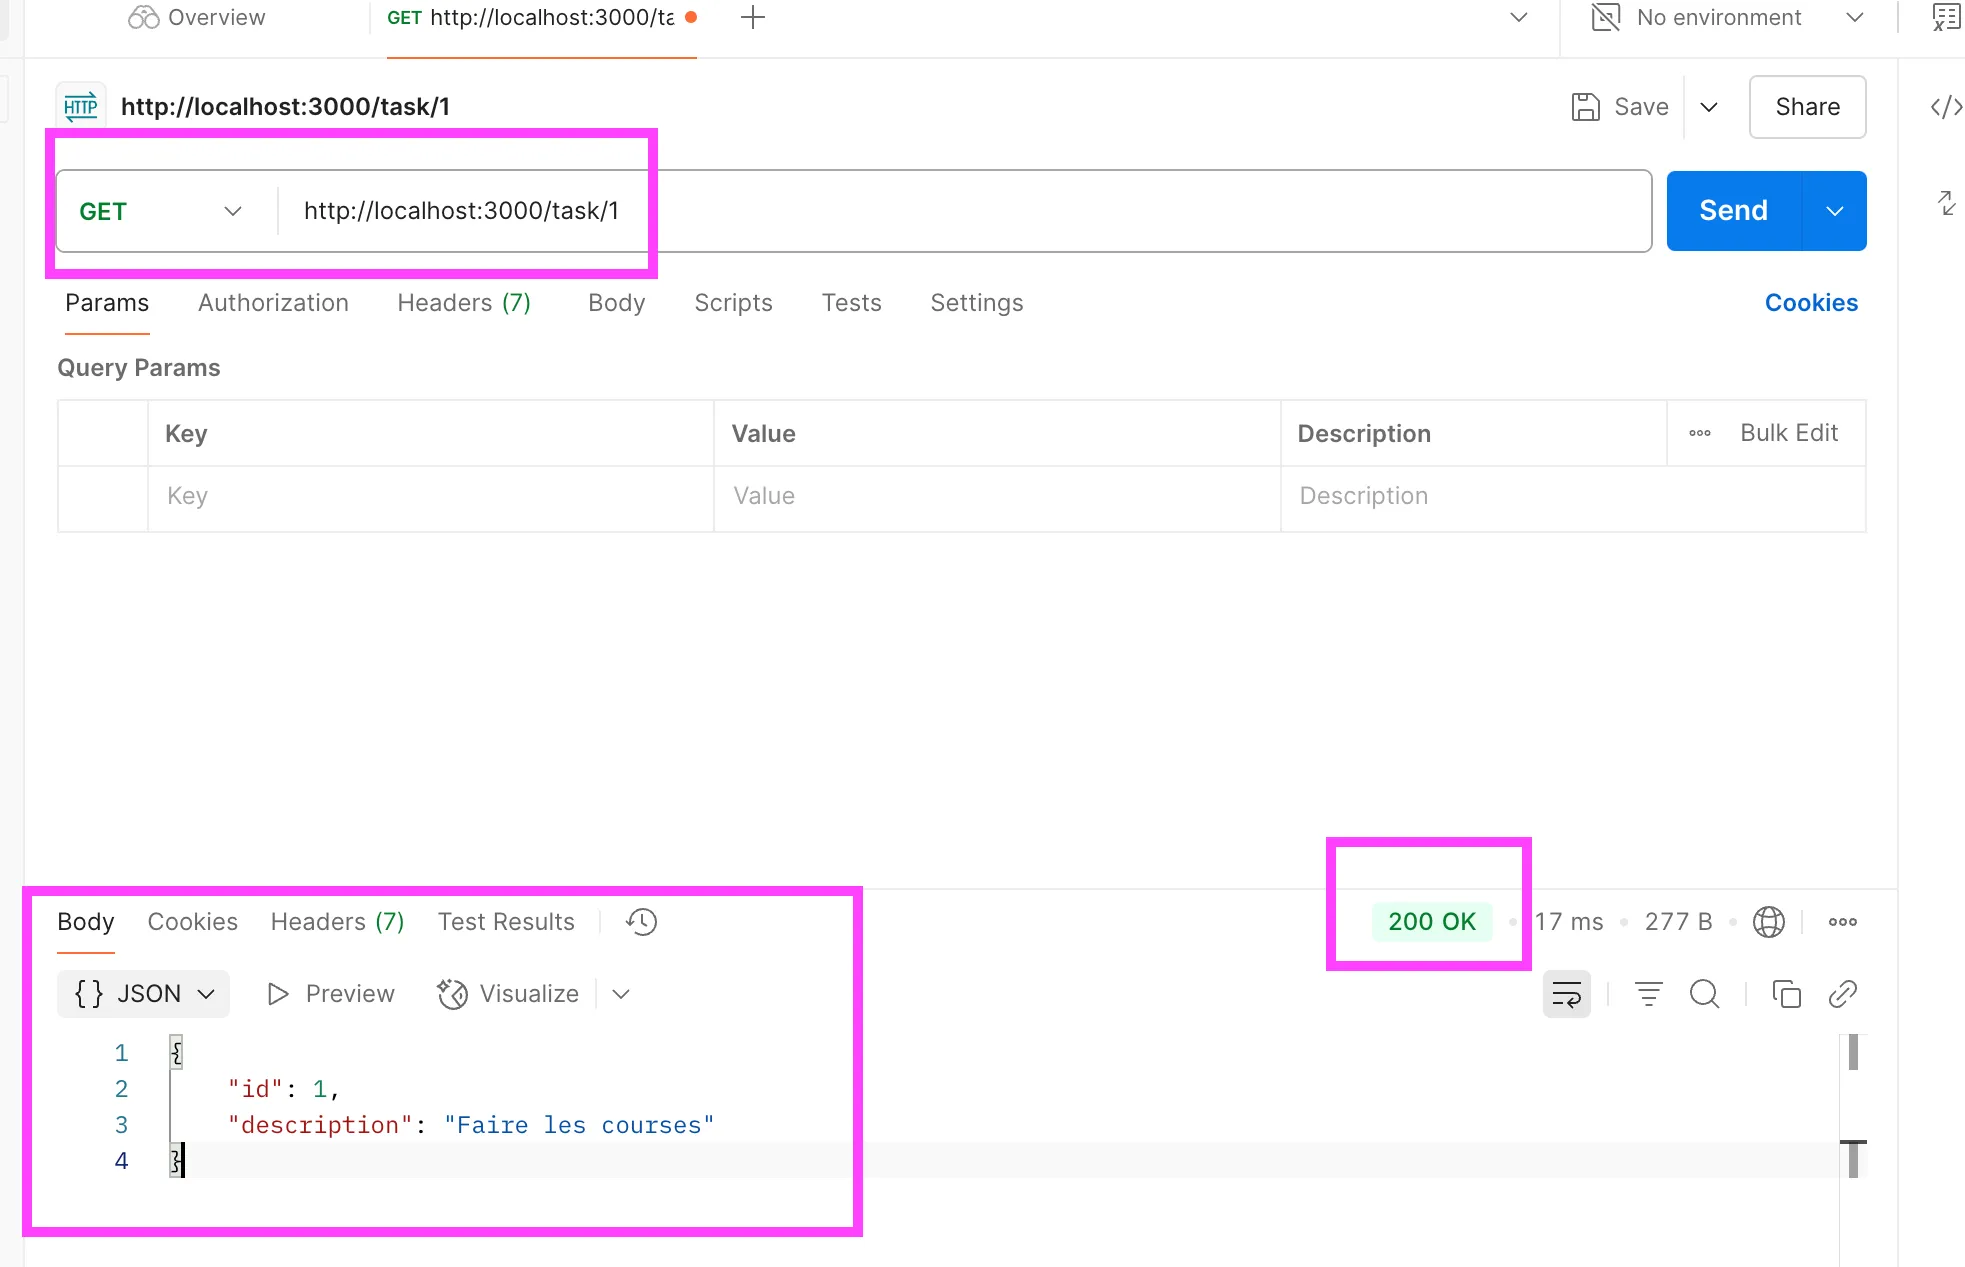 Overview
GET http://localhost:3000/ta
No environment
HTTP http://localhost:3000/task/1
Save
Share
GET http://localhost:3000/task/1
Send
Params Authorization Headers (7) Body Scripts Tests Settings
Cookies
Query Params
Key Value Description Bulk Edit
Key Value Description
Body Cookies Headers (7) Test Results
200 OK 17 ms 277 B
{} JSON Preview Visualize
1 {
2 "id": 1,
3 "description": "Faire les courses"
4 }